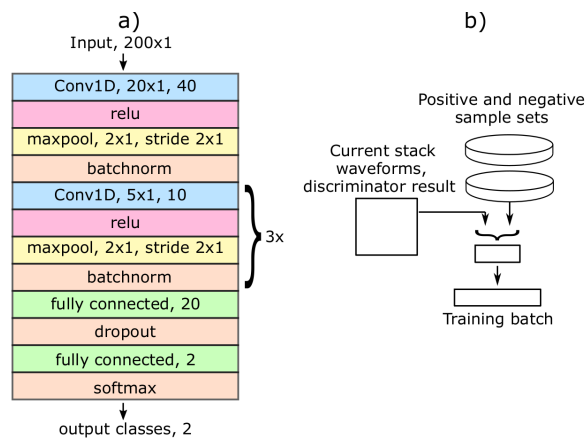 a)
Input, 200x1
Conv1D, 20x1, 40
relu
maxpool, 2x1, stride 2x1
batchnorm
Conv1D, 5x1, 10
relu
maxpool, 2x1, stride 2x1
batchnorm
3x
fully connected, 20
dropout
fully connected, 2
softmax
output classes, 2
b)
Positive and negative
sample sets
Current stack
waveforms,
discriminator result
Training batch